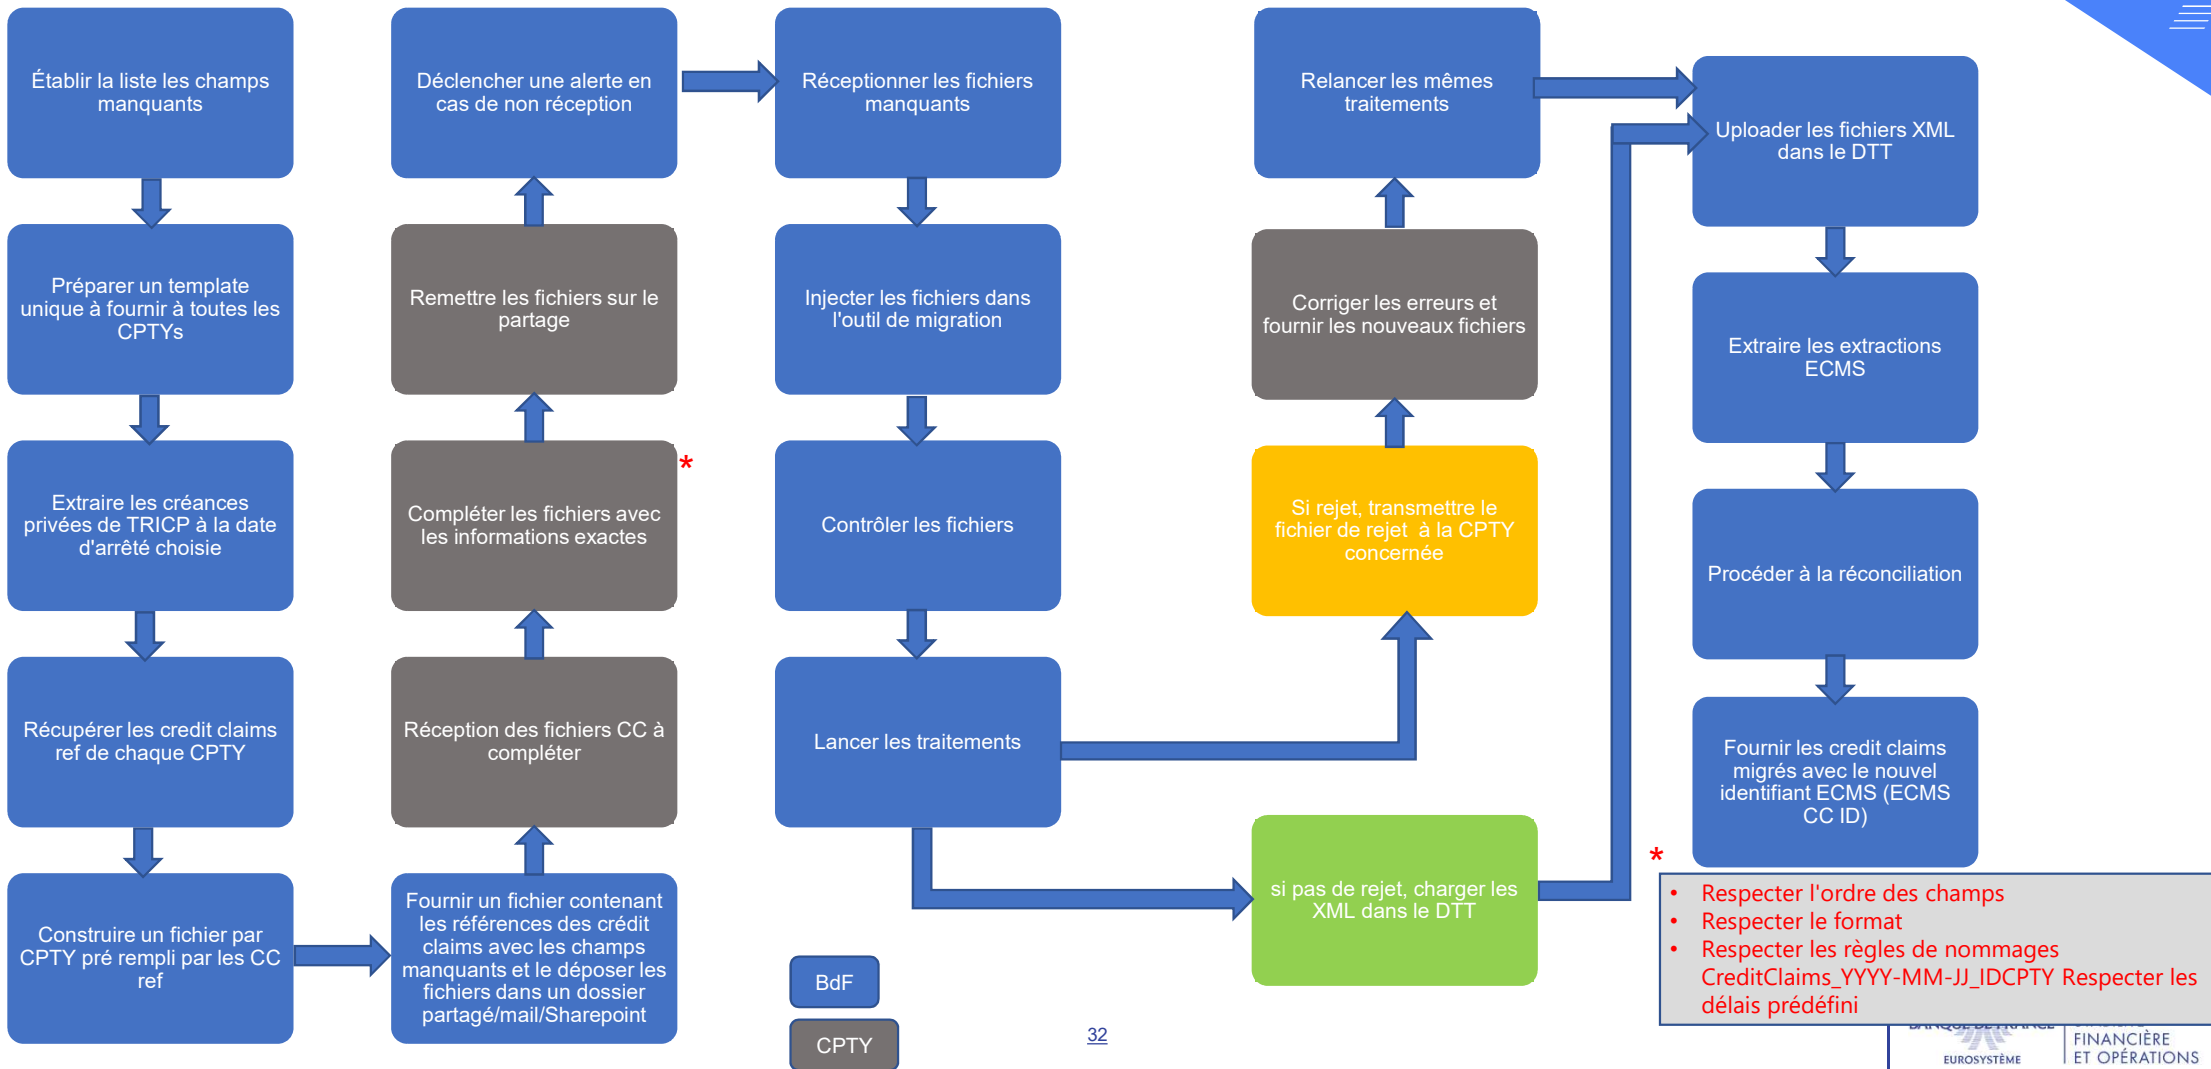 Établir la liste les champs
manquants
Préparer un template
unique à fournir à toutes les
CPTYs
Extraire les créances
privées de TRICP à la date
d'arrêté choisie
Récupérer les credit claims
ref de chaque CPTY
Construire un fichier par
CPTY pré rempli par les CC
ref
Déclencher une alerte en
cas de non réception
Remettre les fichiers sur le
partage
Compléter les fichiers avec
les informations exactes
*
Réception des fichiers CC à
compléter
Fournir un fichier contenant
les références des crédit
claims avec les champs
manquants et le déposer les
fichiers dans un dossier
partagé/mail/Sharepoint
Réceptionner les fichiers
manquants
Injecter les fichiers dans
l'outil de migration
Contrôler les fichiers
Lancer les traitements
Relancer les mêmes
traitements
Corriger les erreurs et
fournir les nouveaux fichiers
Si rejet, transmettre le
fichier de rejet à la CPTY
concernée
si pas de rejet, charger les
XML dans le DTT
Uploader les fichiers XML
dans le DTT
Extraire les extractions
ECMS
Procéder à la réconciliation
Fournir les credit claims
migrés avec le nouvel
identifiant ECMS (ECMS
CC ID)
*
• Respecter l'ordre des champs
• Respecter le format
• Respecter les règles de nommages
CreditClaims_YYYY-MM-JJ_IDCPTY Respecter les
délais prédéfini
BdF
CPTY
32
BANQUE DE FRANCE
EUROSYSTÈME
FINANCIÈRE
ET OPÉRATIONS